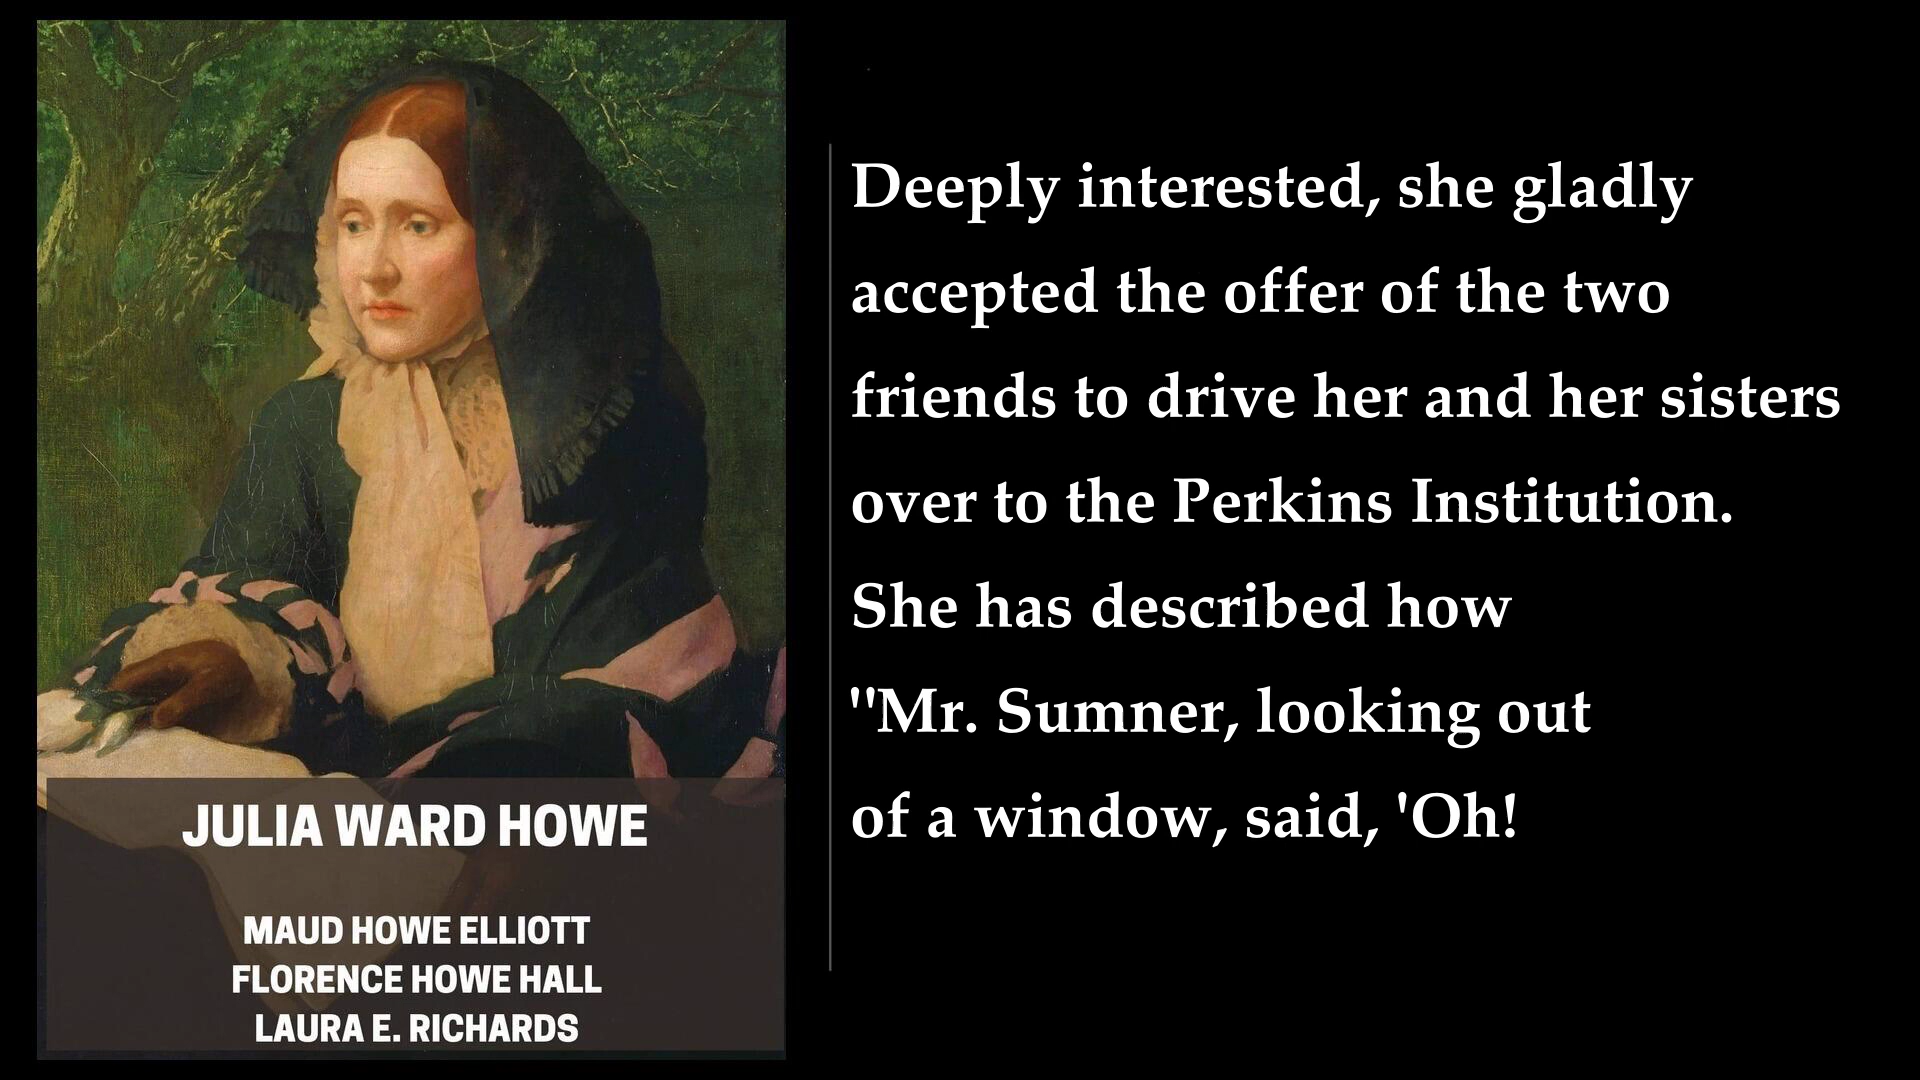 JULIA WARD HOWE
MAUD HOWE ELLIOTT
FLORENCE HOWE HALL
LAURA E. RICHARDS
Deeply interested, she gladly
accepted the offer of the two
friends to drive her and her sisters
over to the Perkins Institution.
She has described how
"Mr. Sumner, looking out
of a window, said, 'Oh!